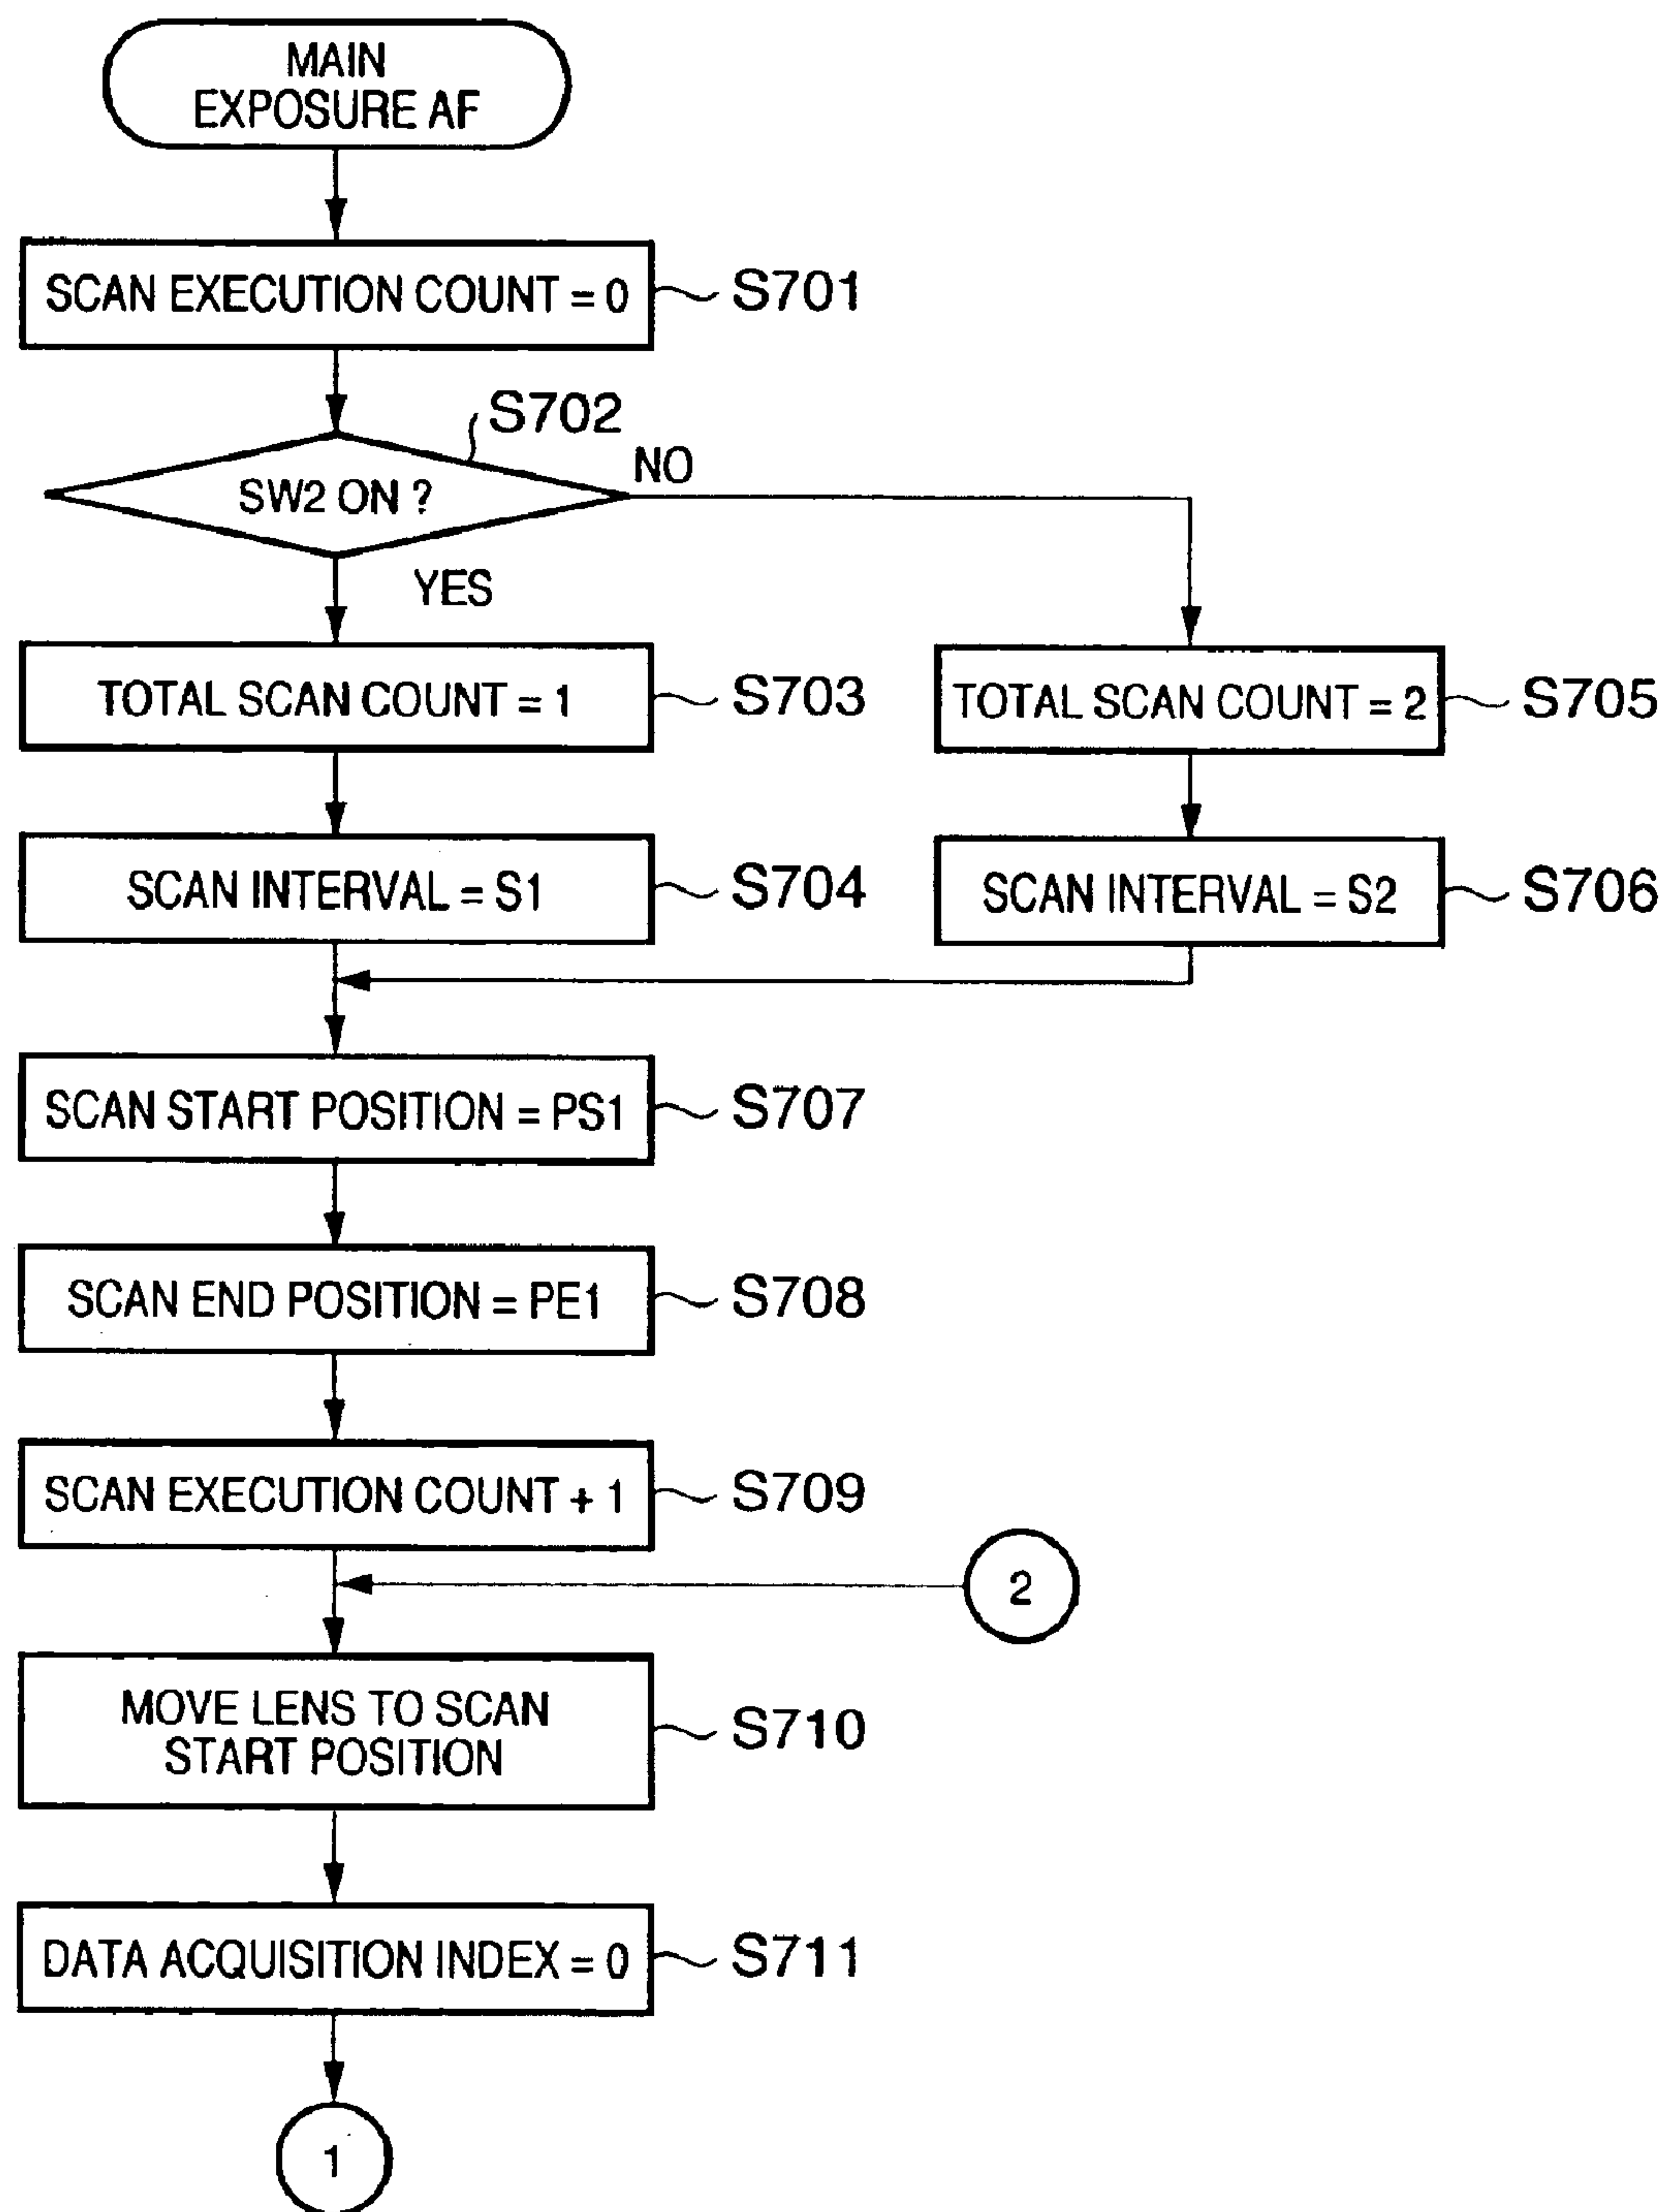 MAIN
EXPOSURE AF
SCAN EXECUTION COUNT = 0
S701
S702
SW2 ON ?
NO
YES
TOTAL SCAN COUNT = 1
S703
TOTAL SCAN COUNT = 2
S705
SCAN INTERVAL = S1
S704
SCAN INTERVAL = S2
S706
SCAN START POSITION = PS1
S707
SCAN END POSITION = PE1
S708
SCAN EXECUTION COUNT + 1
S709
2
MOVE LENS TO SCAN
START POSITION
S710
DATA ACQUISITION INDEX = 0
S711
1